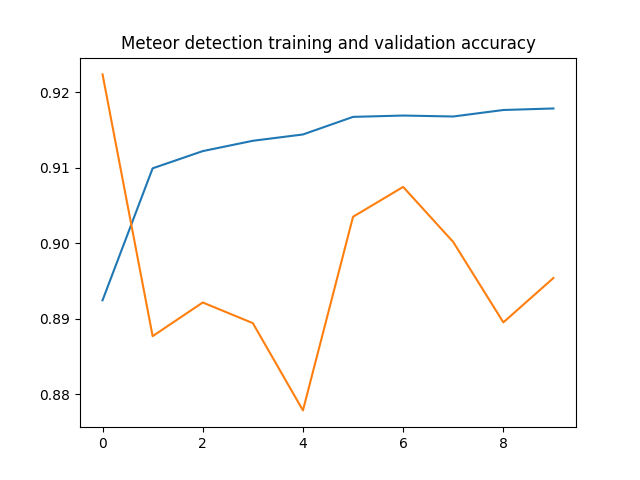 Meteor detection training and validation accuracy
0.92
0.91
0.90
0.89
0.88
0 2 4 6 8